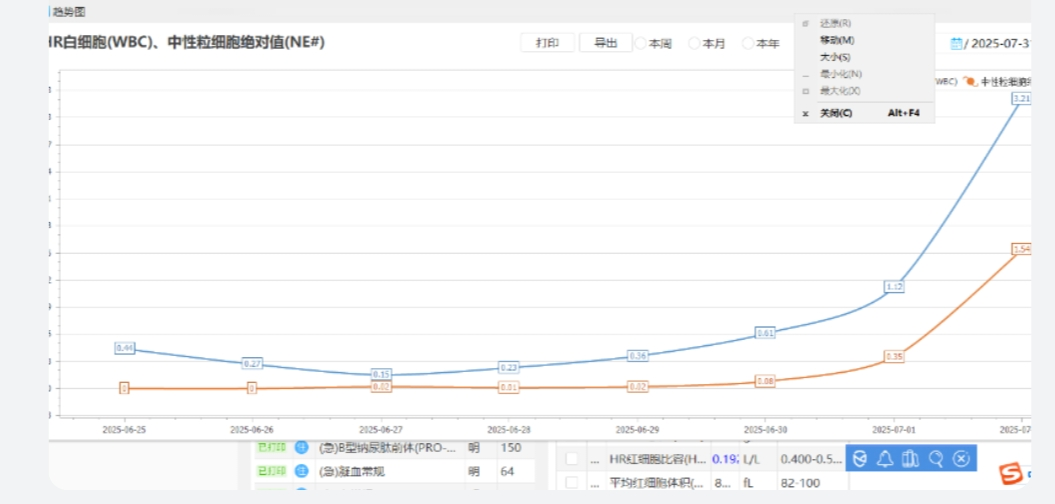 趋势图
HR白细胞(WBC)、中性粒细胞绝对值(NE#)
打印 导出 本周 本月 本年
/ 2025-07-3
还原(R)
移动(M)
大小(S)
最小化(N)
最大化(X)
关闭(C) Alt+F4
WBC) 中性粒细胞
3.21
1.54
1.12
0.61
0.44
0.36
0.35
0.27
0.23
0.15
0 0 0.02 0.01 0.02 0.08
2025-06-25 2025-06-26 2025-06-27 2025-06-28 2025-06-29 2025-06-30 2025-07-01 2025-07
已打印 (急)B型钠尿肽前体(PRO-... 明 150
已打印 (急)凝血常规 明 64
... HR红细胞比容(H... 0.19 L/L 0.400-0.5...
... 平均红细胞体积(... 8... fL 82-100